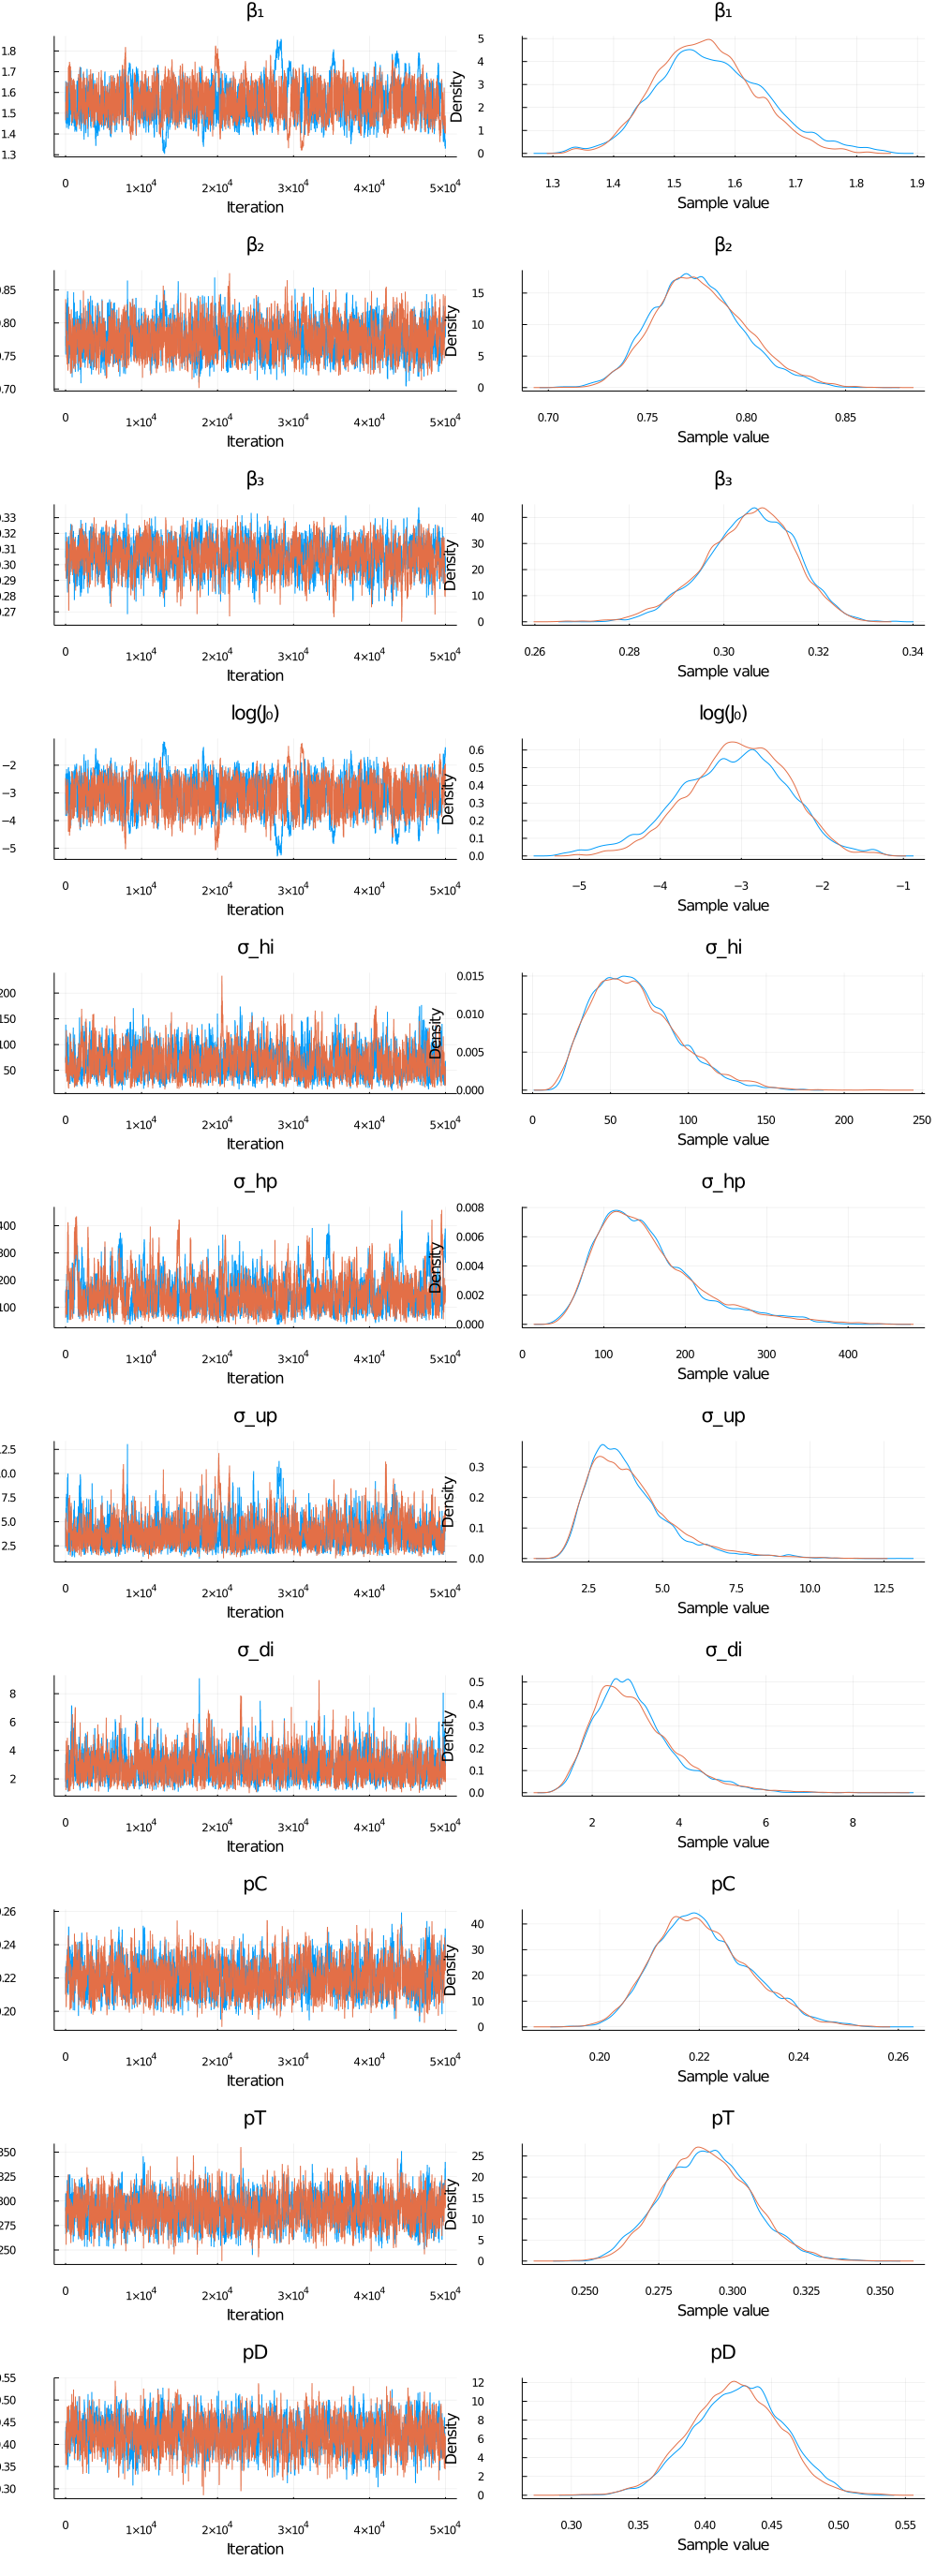 β₁ β₁
1.8
1.7
1.6
1.5
1.4
1.3
0 1×10⁴ 2×10⁴ 3×10⁴ 4×10⁴ 5×10⁴
Iteration
Density
5
4
3
2
1
0
1.3 1.4 1.5 1.6 1.7 1.8 1.9
Sample value
β₂ β₂
.85
.80
.75
.70
0 1×10⁴ 2×10⁴ 3×10⁴ 4×10⁴ 5×10⁴
Iteration
Density
15
10
5
0
0.70 0.75 0.80 0.85
Sample value
β₃ β₃
.33
.32
.31
.30
.29
.28
.27
0 1×10⁴ 2×10⁴ 3×10⁴ 4×10⁴ 5×10⁴
Iteration
Density
40
30
20
10
0
0.26 0.28 0.30 0.32 0.34
Sample value
log(J₀) log(J₀)
−2
−3
−4
−5
0 1×10⁴ 2×10⁴ 3×10⁴ 4×10⁴ 5×10⁴
Iteration
Density
0.6
0.5
0.4
0.3
0.2
0.1
0.0
−5 −4 −3 −2 −1
Sample value
σ_hi σ_hi
200
150
100
50
0 1×10⁴ 2×10⁴ 3×10⁴ 4×10⁴ 5×10⁴
Iteration
Density
0.015
0.010
0.005
0.000
0 50 100 150 200 250
Sample value
σ_hp σ_hp
400
300
200
100
0 1×10⁴ 2×10⁴ 3×10⁴ 4×10⁴ 5×10⁴
Iteration
Density
0.008
0.006
0.004
0.002
0.000
0 100 200 300 400
Sample value
σ_up σ_up
2.5
0.0
7.5
5.0
2.5
0 1×10⁴ 2×10⁴ 3×10⁴ 4×10⁴ 5×10⁴
Iteration
Density
0.3
0.2
0.1
0.0
2.5 5.0 7.5 10.0 12.5
Sample value
σ_di σ_di
8
6
4
2
0 1×10⁴ 2×10⁴ 3×10⁴ 4×10⁴ 5×10⁴
Iteration
Density
0.5
0.4
0.3
0.2
0.1
0.0
2 4 6 8
Sample value
pC pC
.26
.24
.22
.20
0 1×10⁴ 2×10⁴ 3×10⁴ 4×10⁴ 5×10⁴
Iteration
Density
40
30
20
10
0
0.20 0.22 0.24 0.26
Sample value
pT pT
350
325
300
275
250
0 1×10⁴ 2×10⁴ 3×10⁴ 4×10⁴ 5×10⁴
Iteration
Density
25
20
15
10
5
0
0.250 0.275 0.300 0.325 0.350
Sample value
pD pD
.55
.50
.45
.40
.35
.30
0 1×10⁴ 2×10⁴ 3×10⁴ 4×10⁴ 5×10⁴
Iteration
Density
12
10
8
6
4
2
0
0.30 0.35 0.40 0.45 0.50 0.55
Sample value